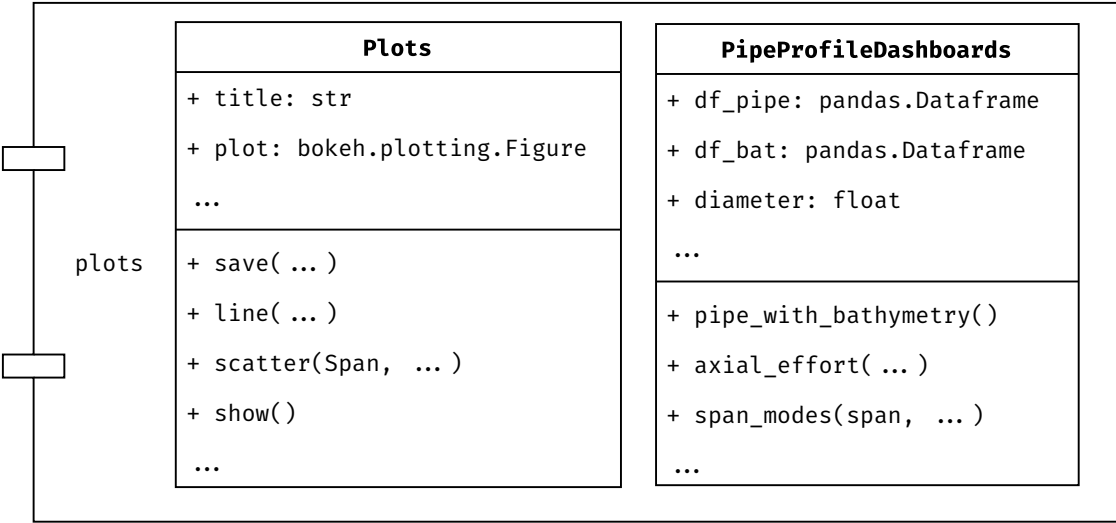 plots
Plots
+ title: str
+ plot: bokeh.plotting.Figure
...
+ save( ... )
+ line( ... )
+ scatter(Span, ... )
+ show()
...
PipeProfileDashboards
+ df_pipe: pandas.Dataframe
+ df_bat: pandas.Dataframe
+ diameter: float
...
+ pipe_with_bathymetry()
+ axial_effort( ... )
+ span_modes(span, ... )
...